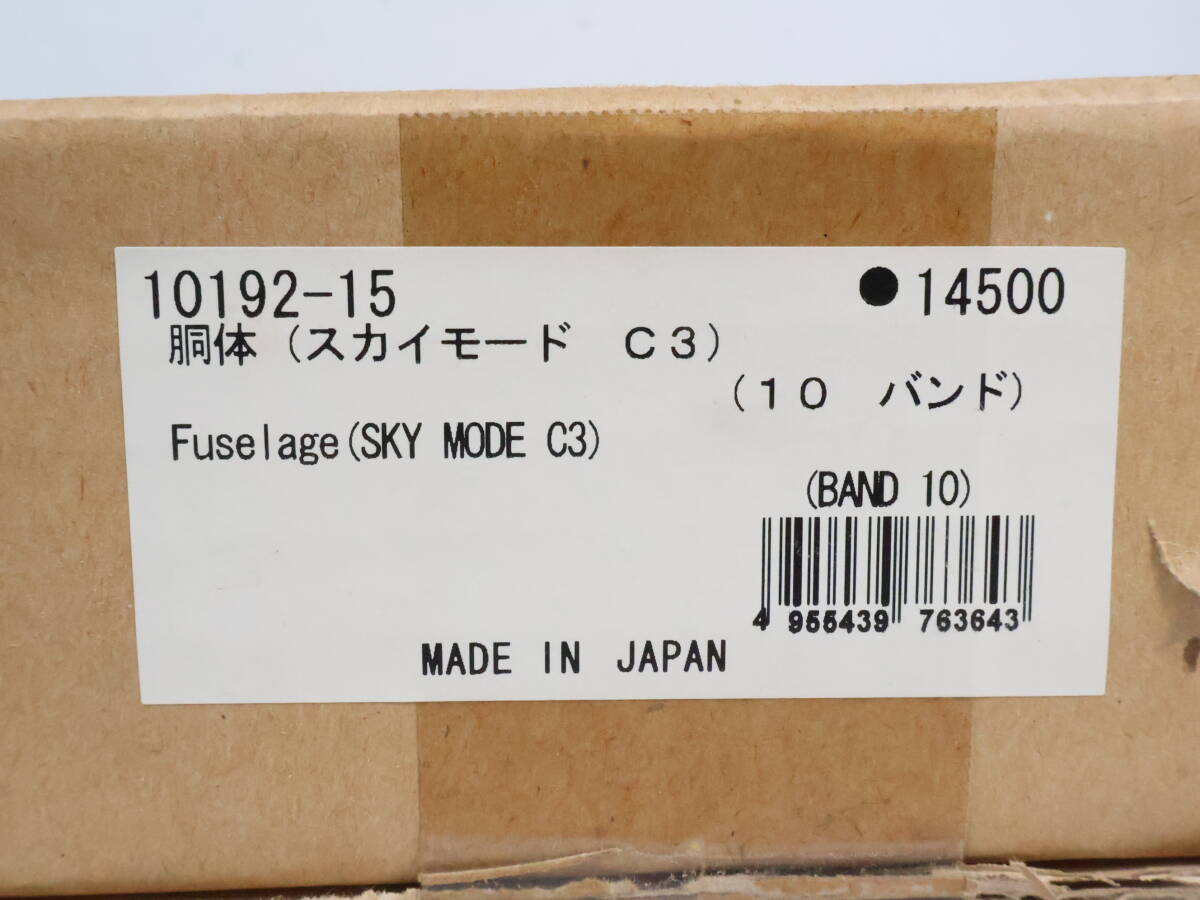 10192-15 ●14500
胴体（スカイモード　Ｃ３）
（１０　バンド）
Fuselage(SKY MODE C3)
(BAND 10)
4 955439 763643
MADE IN JAPAN